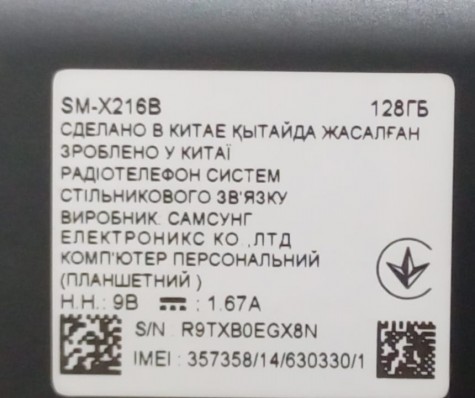 SM-X216B 128ГБ
СДЕЛАНО В КИТАЕ ҚЫТАЙДА ЖАСАЛҒАН
ЗРОБЛЕНО У КИТАЇ
РАДІОТЕЛЕФОН СИСТЕМ
СТІЛЬНИКОВОГО ЗВ'ЯЗКУ
ВИРОБНИК САМСУНГ
ЕЛЕКТРОНИКС КО .,ЛТД
КОМП'ЮТЕР ПЕРСОНАЛЬНИЙ
(ПЛАНШЕТНИЙ )
Н.Н.: 9В ⎓ : 1.67А
S/N : R9TXB0EGX8N
IMEI : 357358/14/630330/1